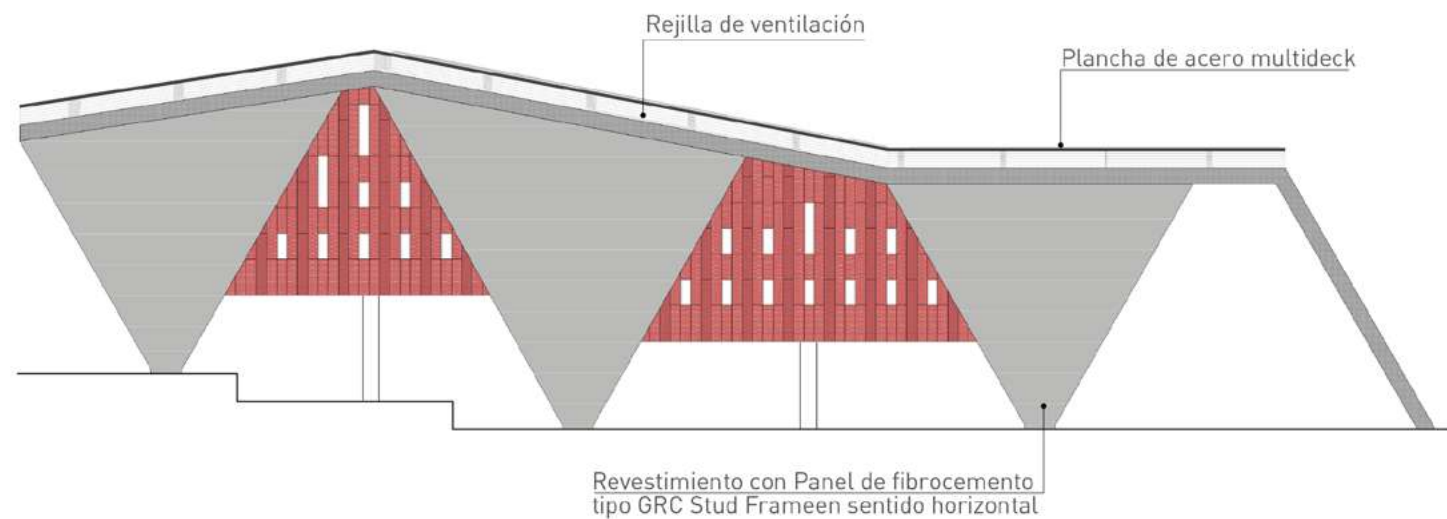 Rejilla de ventilación
Plancha de acero multideck
Revestimiento con Panel de fibrocemento
tipo GRC Stud Frameen sentido horizontal